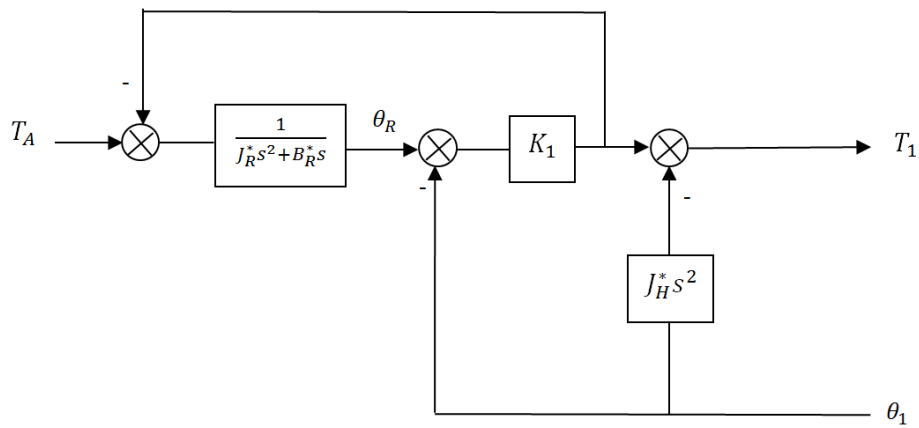 -
T_A
1
J_R^* s^2 + B_R^* s
θ_R
-
K_1
T_1
-
J_H^* s^2
θ_1